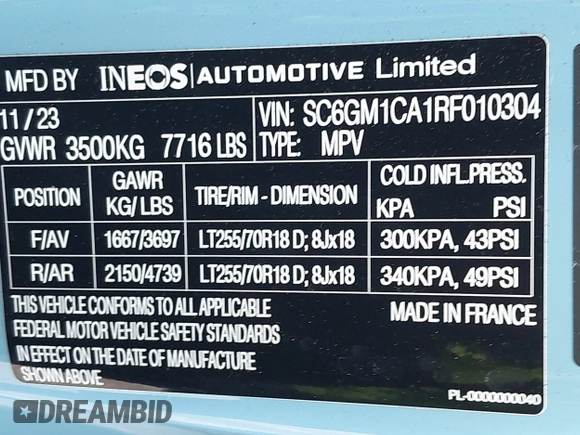 MFD BY INEOS | AUTOMOTIVE Limited
11 / 23 VIN: SC6GM1CA1RF010304
GVWR 3500KG 7716 LBS TYPE: MPV
POSITION GAWR KG/ LBS TIRE/RIM - DIMENSION COLD INFL.PRESS. KPA PSI
F/AV 1667/3697 LT255/70R18 D; 8Jx18 300KPA, 43PSI
R/AR 2150/4739 LT255/70R18 D; 8Jx18 340KPA, 49PSI
THIS VEHICLE CONFORMS TO ALL APPLICABLE MADE IN FRANCE
FEDERAL MOTOR VEHICLE SAFETY STANDARDS
IN EFFECT ON THE DATE OF MANUFACTURE
SHOWN ABOVE
PL-0000000040
DREAMBID